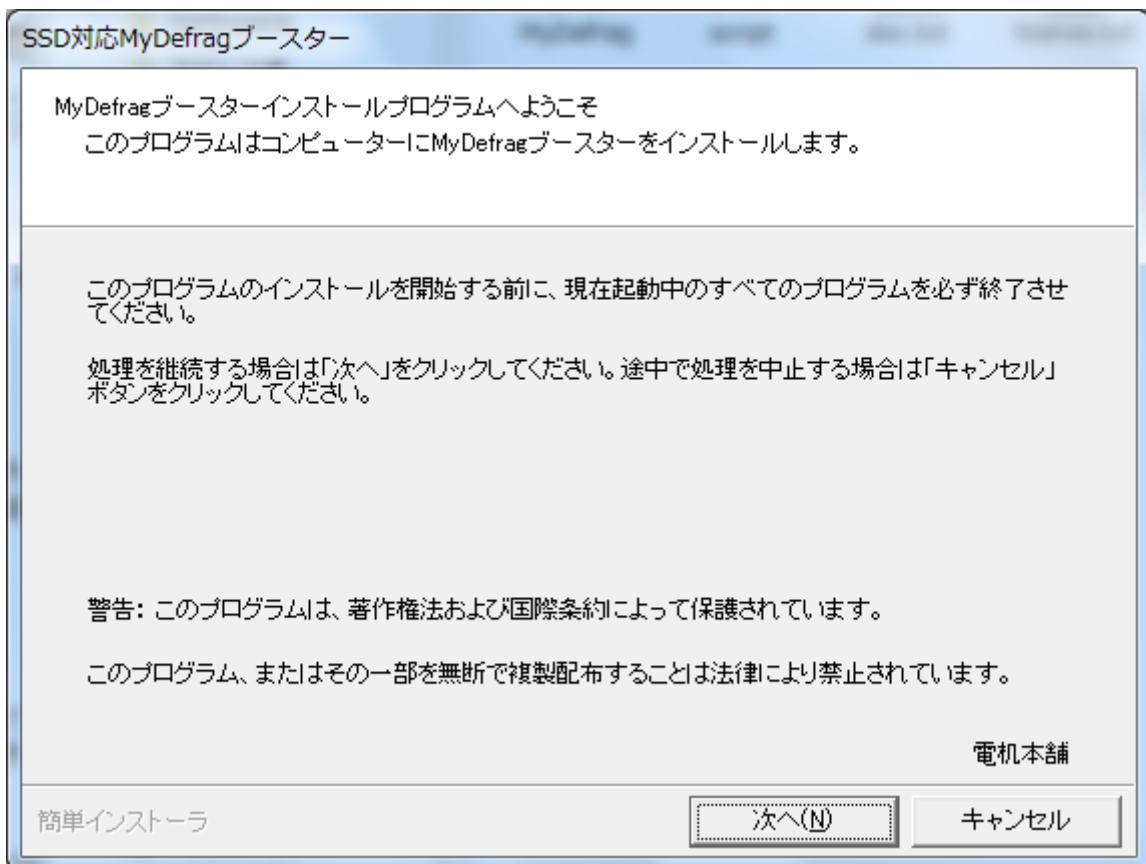 SSD対応MyDefragブースター
MyDefragブースターインストールプログラムへようこそ
このプログラムはコンピューターにMyDefragブースターをインストールします。
このプログラムのインストールを開始する前に、現在起動中のすべてのプログラムを必ず終了させ
てください。
処理を継続する場合は「次へ」をクリックしてください。途中で処理を中止する場合は「キャンセル」
ボタンをクリックしてください。
警告: このプログラムは、著作権法および国際条約によって保護されています。
このプログラム、またはその一部を無断で複製配布することは法律により禁止されています。
電机本舗
簡単インストーラ
次へ(N)
キャンセル